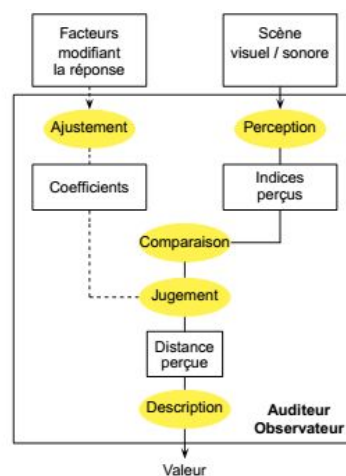 Facteurs
modifiant
la réponse
Scène
visuel / sonore
Ajustement
Perception
Coefficients
Indices
perçus
Comparaison
Jugement
Distance
perçue
Description
Auditeur
Observateur
Valeur